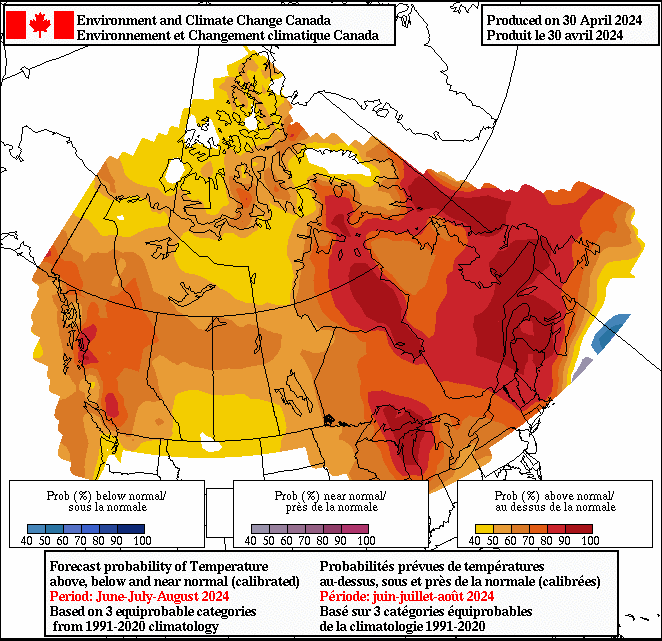 Environment and Climate Change Canada
Environnement et Changement climatique Canada
Produced on 30 April 2024
Produit le 30 avril 2024
Prob (%) below normal/
sous la normale
40 50 60 70 80 90 100
Prob (%) near normal/
près de la normale
40 50 60 70 80 90 100
Prob (%) above normal/
au dessus de la normale
40 50 60 70 80 90 100
Forecast probability of Temperature
above, below and near normal (calibrated)
Period: June-July-August 2024
Based on 3 equiprobable categories
from 1991-2020 climatology
Probabilités prévues de températures
au-dessus, sous et près de la normale (calibrées)
Période: juin-juillet-août 2024
Basé sur 3 catégories équiprobables
de la climatologie 1991-2020